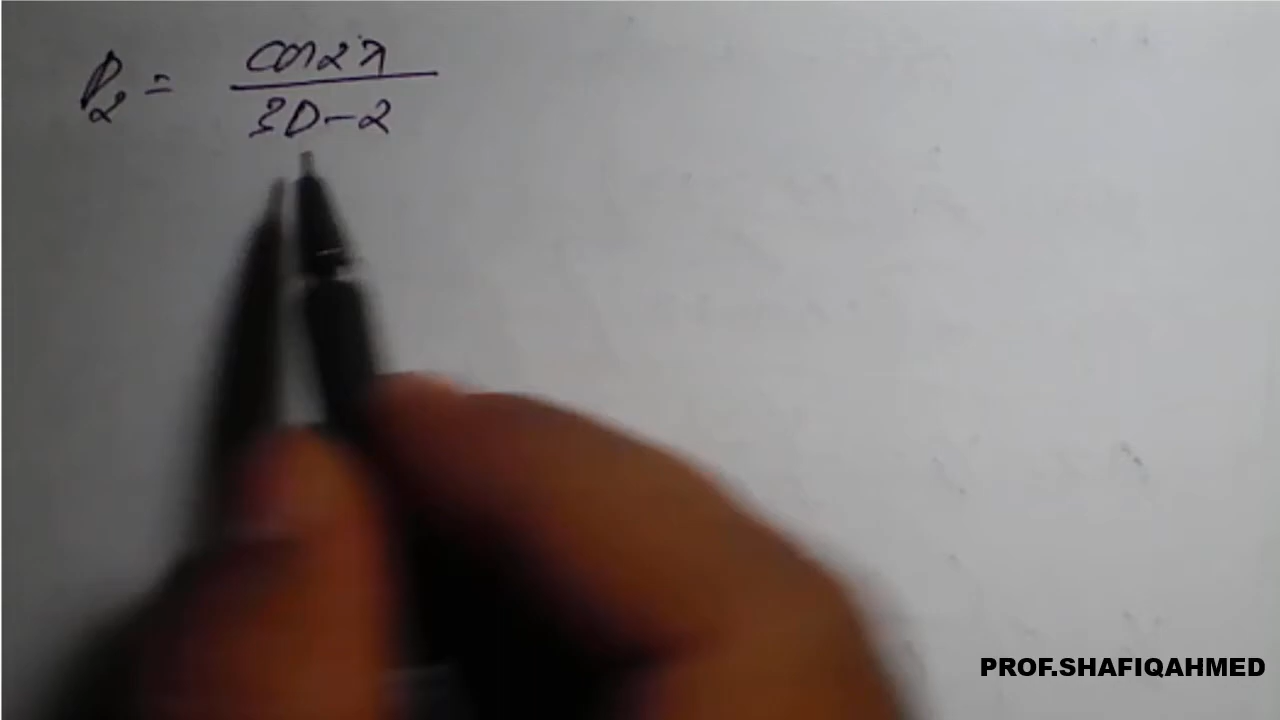 P₂ = cos2x / 3D-2
PROF.SHAFIQAHMED